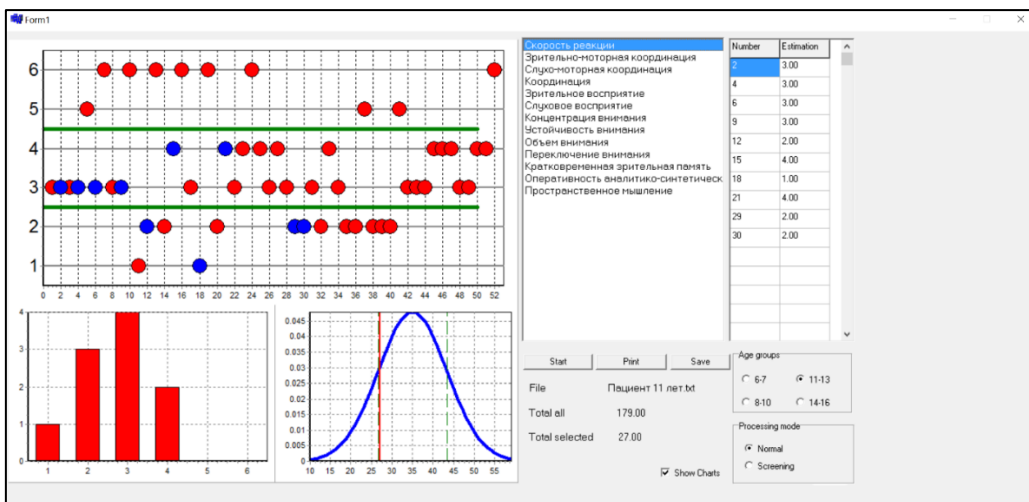 Form1
6
5
4
3
2
1
0 2 4 6 8 10 12 14 16 18 20 22 24 26 28 30 32 34 36 38 40 42 44 46 48 50 52
4
3
2
1
0
1 2 3 4 5 6
0.045
0.04
0.035
0.03
0.025
0.02
0.015
0.01
0.005
0
10 15 20 25 30 35 40 45 50 55
Скорость реакции
Зрительно-моторная координация
Слухо-моторная координация
Координация
Зрительное восприятие
Слуховое восприятие
Концентрация внимания
Устойчивость внимания
Объем внимания
Переключение внимания
Кратковременная зрительная память
Оперативность аналитико-синтетическ
Пространственное мышление
Number Estimation
2 3.00
4 3.00
6 3.00
9 3.00
12 2.00
15 4.00
18 1.00
21 4.00
29 2.00
30 2.00
Start Print Save
File Пациент 11 лет.txt
Total all 179.00
Total selected 27.00
Show Charts
Age groups
6-7 11-13
8-10 14-16
Processing mode
Normal
Screening